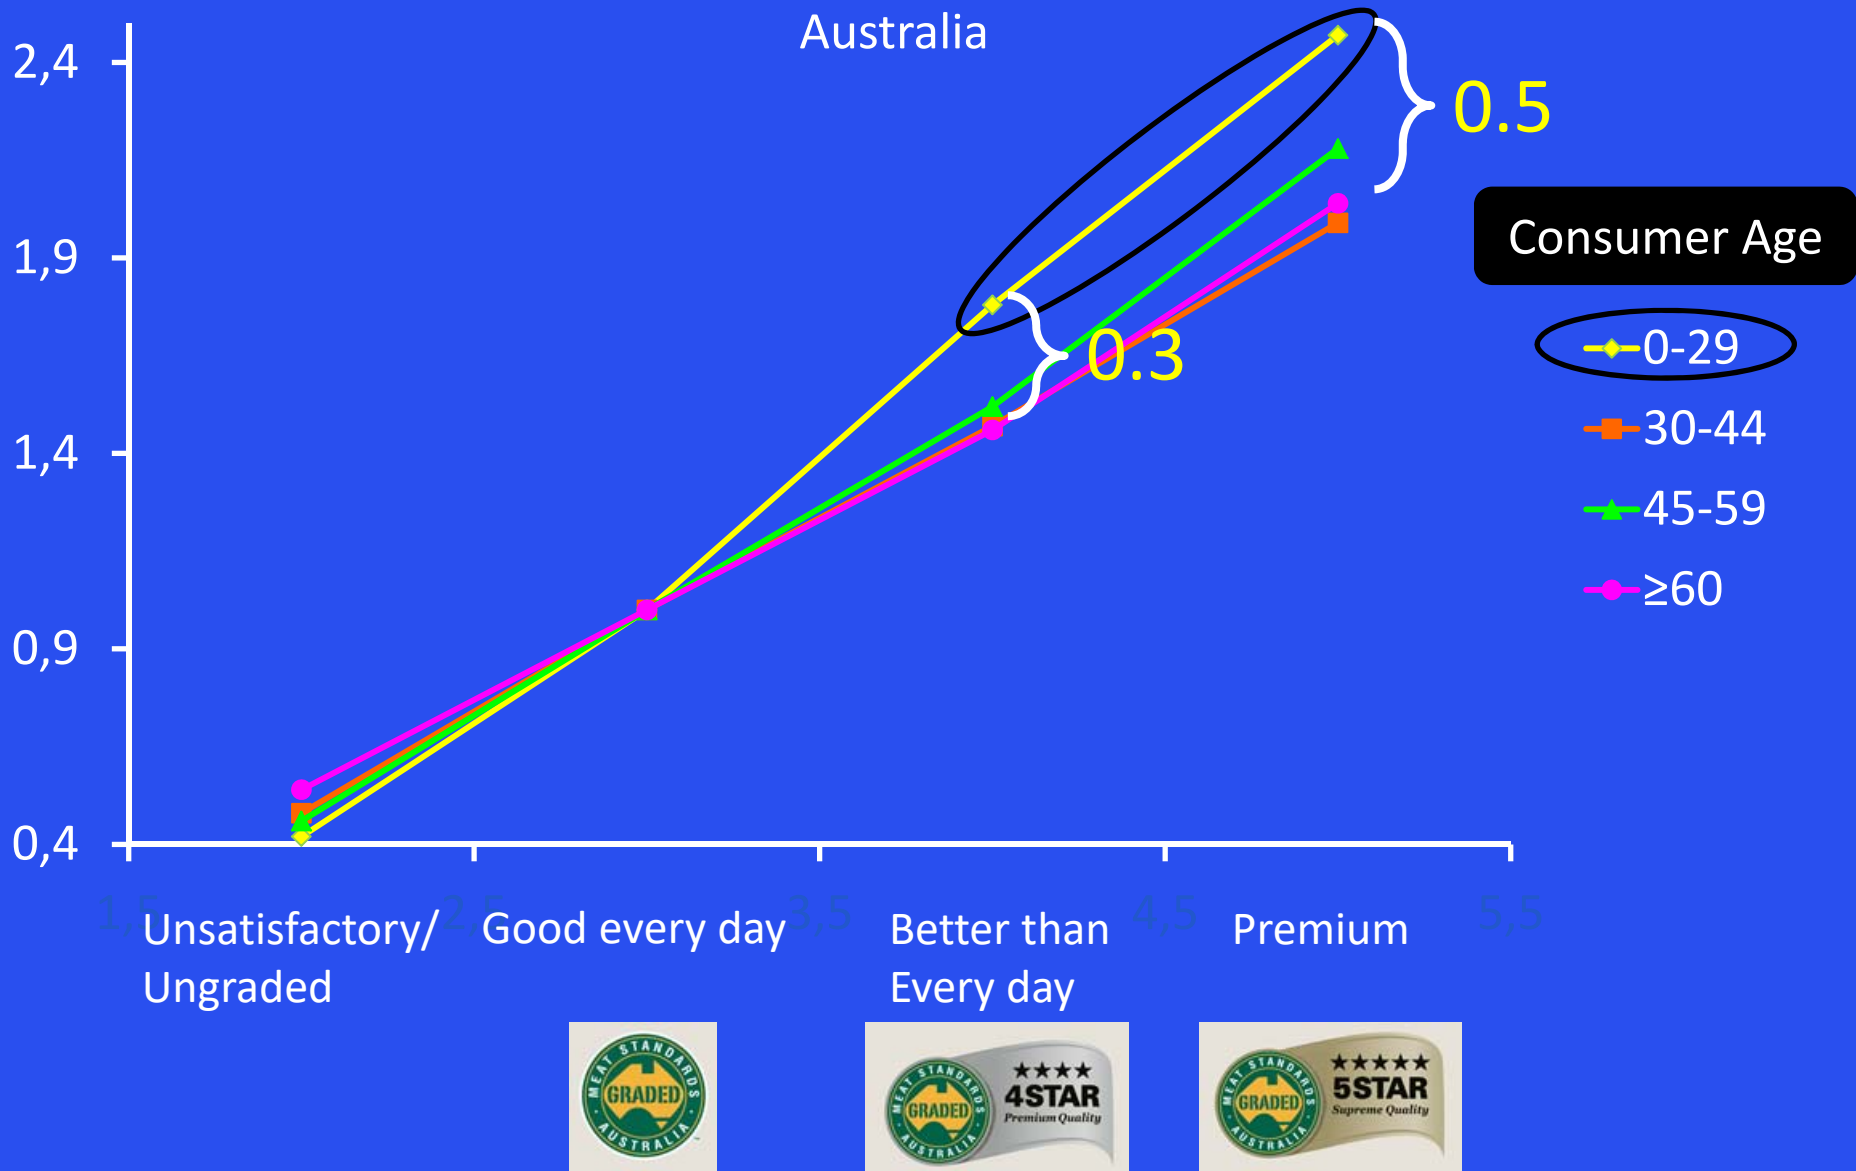 Australia
2,4
1,9
1,4
0,9
0,4
0.5
0.3
Consumer Age
0-29
30-44
45-59
≥60
1,5
2,5
3,5
4,5
5,5
Unsatisfactory/
Ungraded
Good every day
Better than
Every day
Premium
MEAT STANDARDS
GRADED
AUSTRALIA
™
MEAT STANDARDS
GRADED
AUSTRALIA
★★★★
4STAR
Premium Quality
MEAT STANDARDS
GRADED
AUSTRALIA
★★★★★
5STAR
Supreme Quality